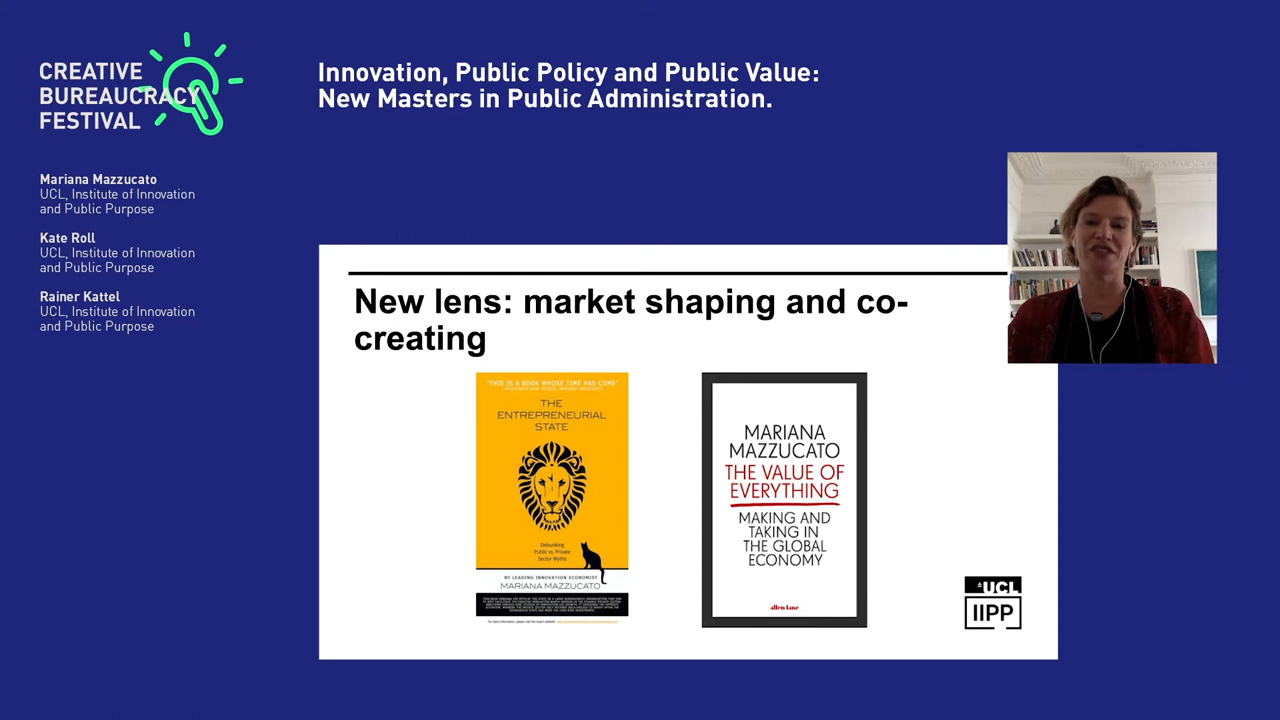 CREATIVE
BUREAUCRACY
FESTIVAL
Innovation, Public Policy and Public Value:
New Masters in Public Administration.
Mariana Mazzucato
UCL, Institute of Innovation
and Public Purpose
Kate Roll
UCL, Institute of Innovation
and Public Purpose
Rainer Kattel
UCL, Institute of Innovation
and Public Purpose
New lens: market shaping and co-
creating
"THIS IS A BOOK WHOSE TIME HAS COME"
THE
ENTREPRENEURIAL
STATE
Debunking
Public vs. Private
Sector Myths
BY LEADING INNOVATION ECONOMIST
MARIANA MAZZUCATO
MARIANA
MAZZUCATO
THE VALUE OF
EVERYTHING
MAKING AND
TAKING IN
THE GLOBAL
ECONOMY
allen lane
UCL
IIPP